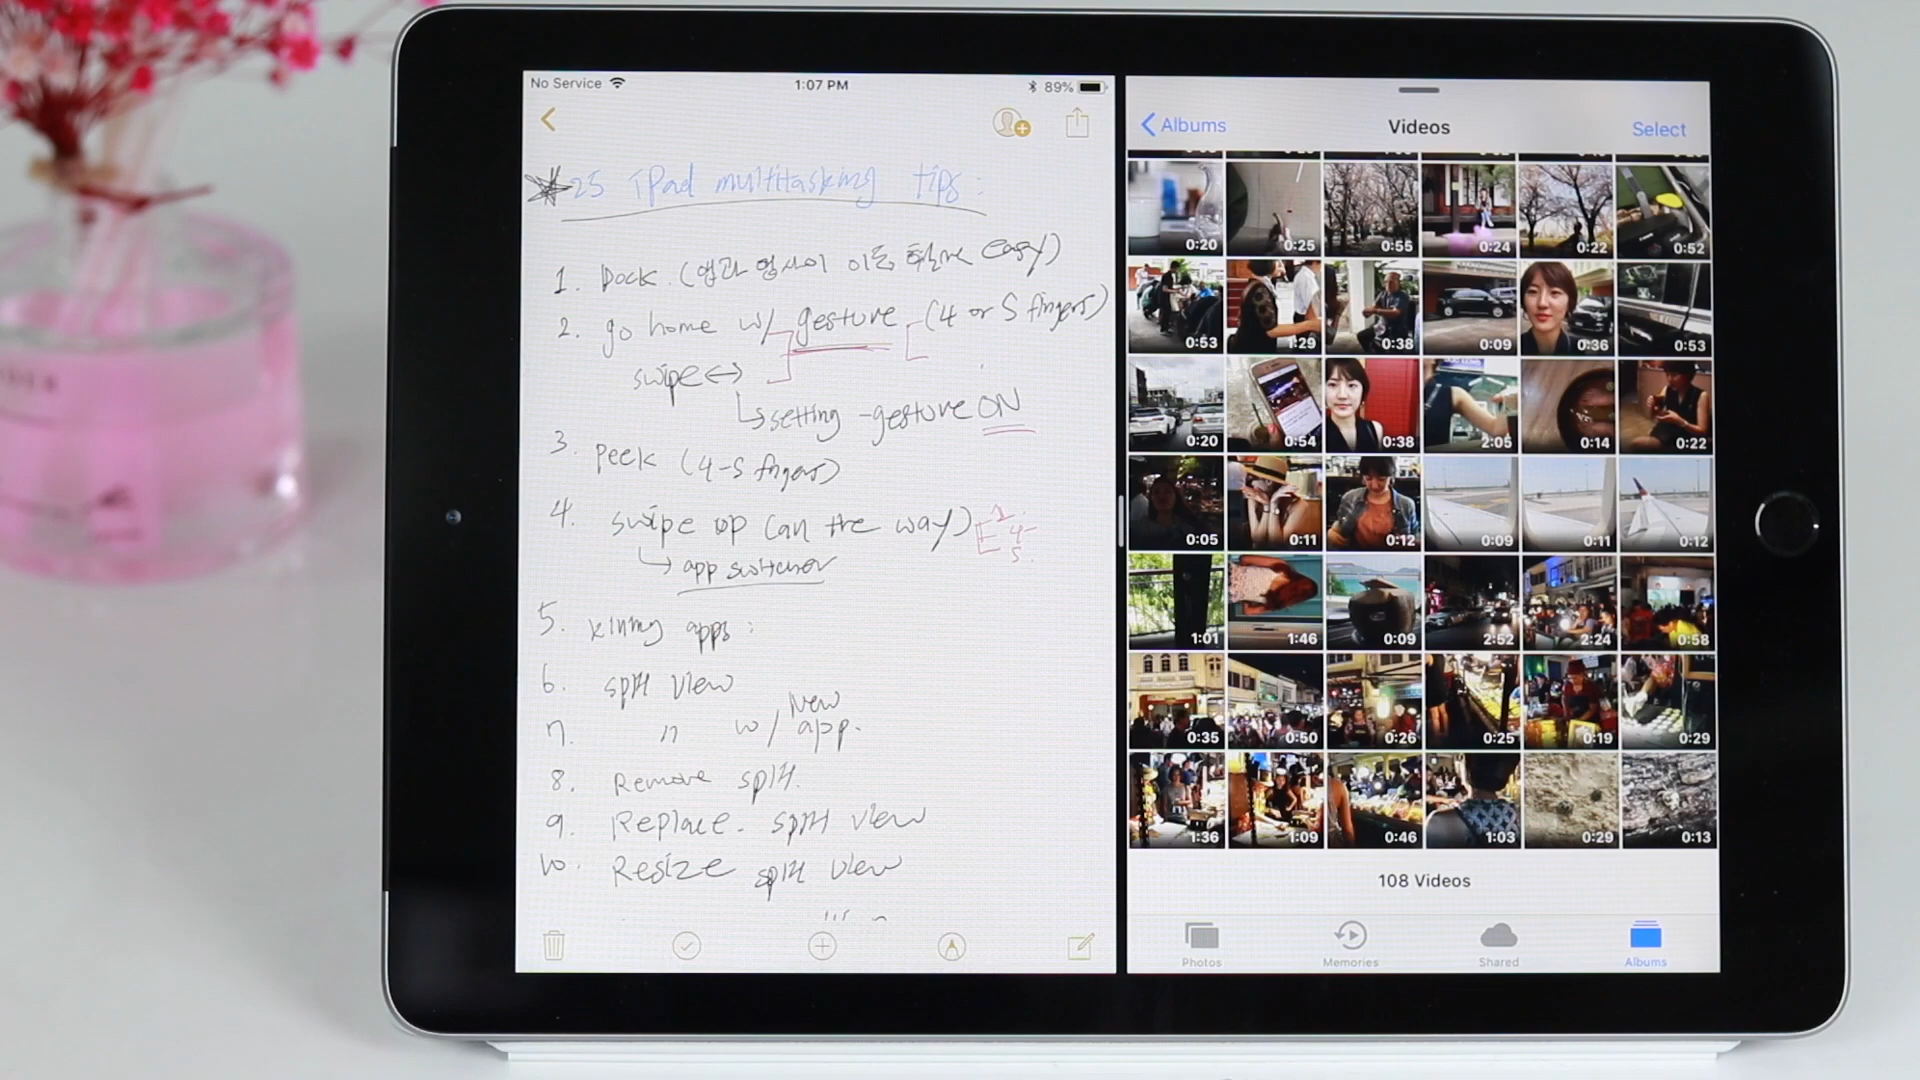 No Service 1:07 PM 89%
25 iPad multitasking tips:
1. Dock. (앱과 앱사이 이동 easy)
2. go home w/ gesture (4 or 5 fingers)
swipe ↔
↳ setting - gesture ON
3. peek (4-5 fingers)
4. swipe up (all the way) 4-
5.
↳ app switcher
5. killing apps:
6. split view
7. " w/ New app.
8. Remove split.
9. Replace. split view
10. Resize split view
Albums Videos Select
0:20 0:25 0:55 0:24 0:22 0:52
0:53 1:29 0:38 0:09 0:36 0:53
0:20 0:54 0:38 2:05 0:14 0:22
0:05 0:11 0:12 0:09 0:11 0:12
1:01 1:46 0:09 2:52 2:24 0:58
0:35 0:50 0:26 0:25 0:19 0:29
1:36 1:09 0:46 1:03 0:29 0:13
108 Videos
Photos Memories Shared Albums